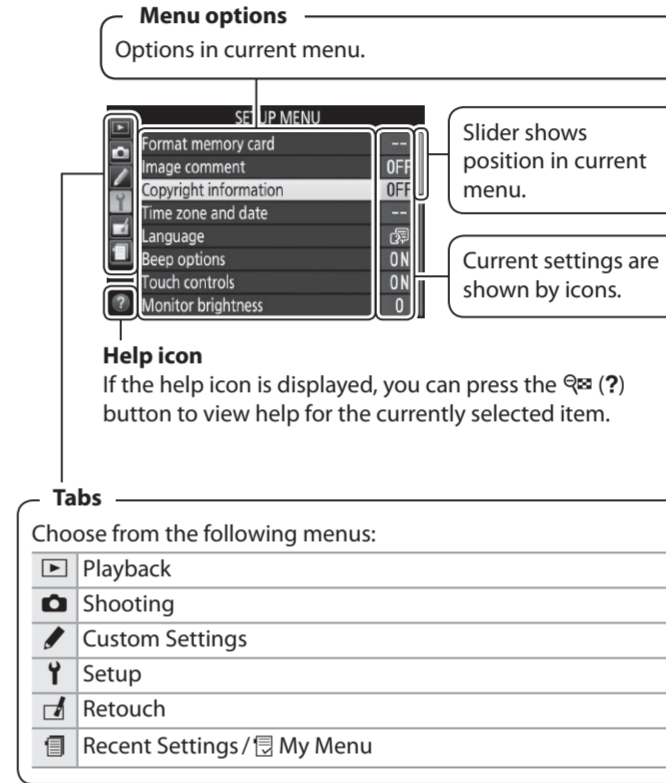 Menu options
Options in current menu.
SETUP MENU
Format memory card --
Image comment OFF
Copyright information OFF
Time zone and date --
Language
Beep options ON
Touch controls ON
Monitor brightness 0
?
Slider shows
position in current
menu.
Current settings are
shown by icons.
Help icon
If the help icon is displayed, you can press the (?)
button to view help for the currently selected item.
Tabs
Choose from the following menus:
Playback
Shooting
Custom Settings
Setup
Retouch
Recent Settings/ My Menu